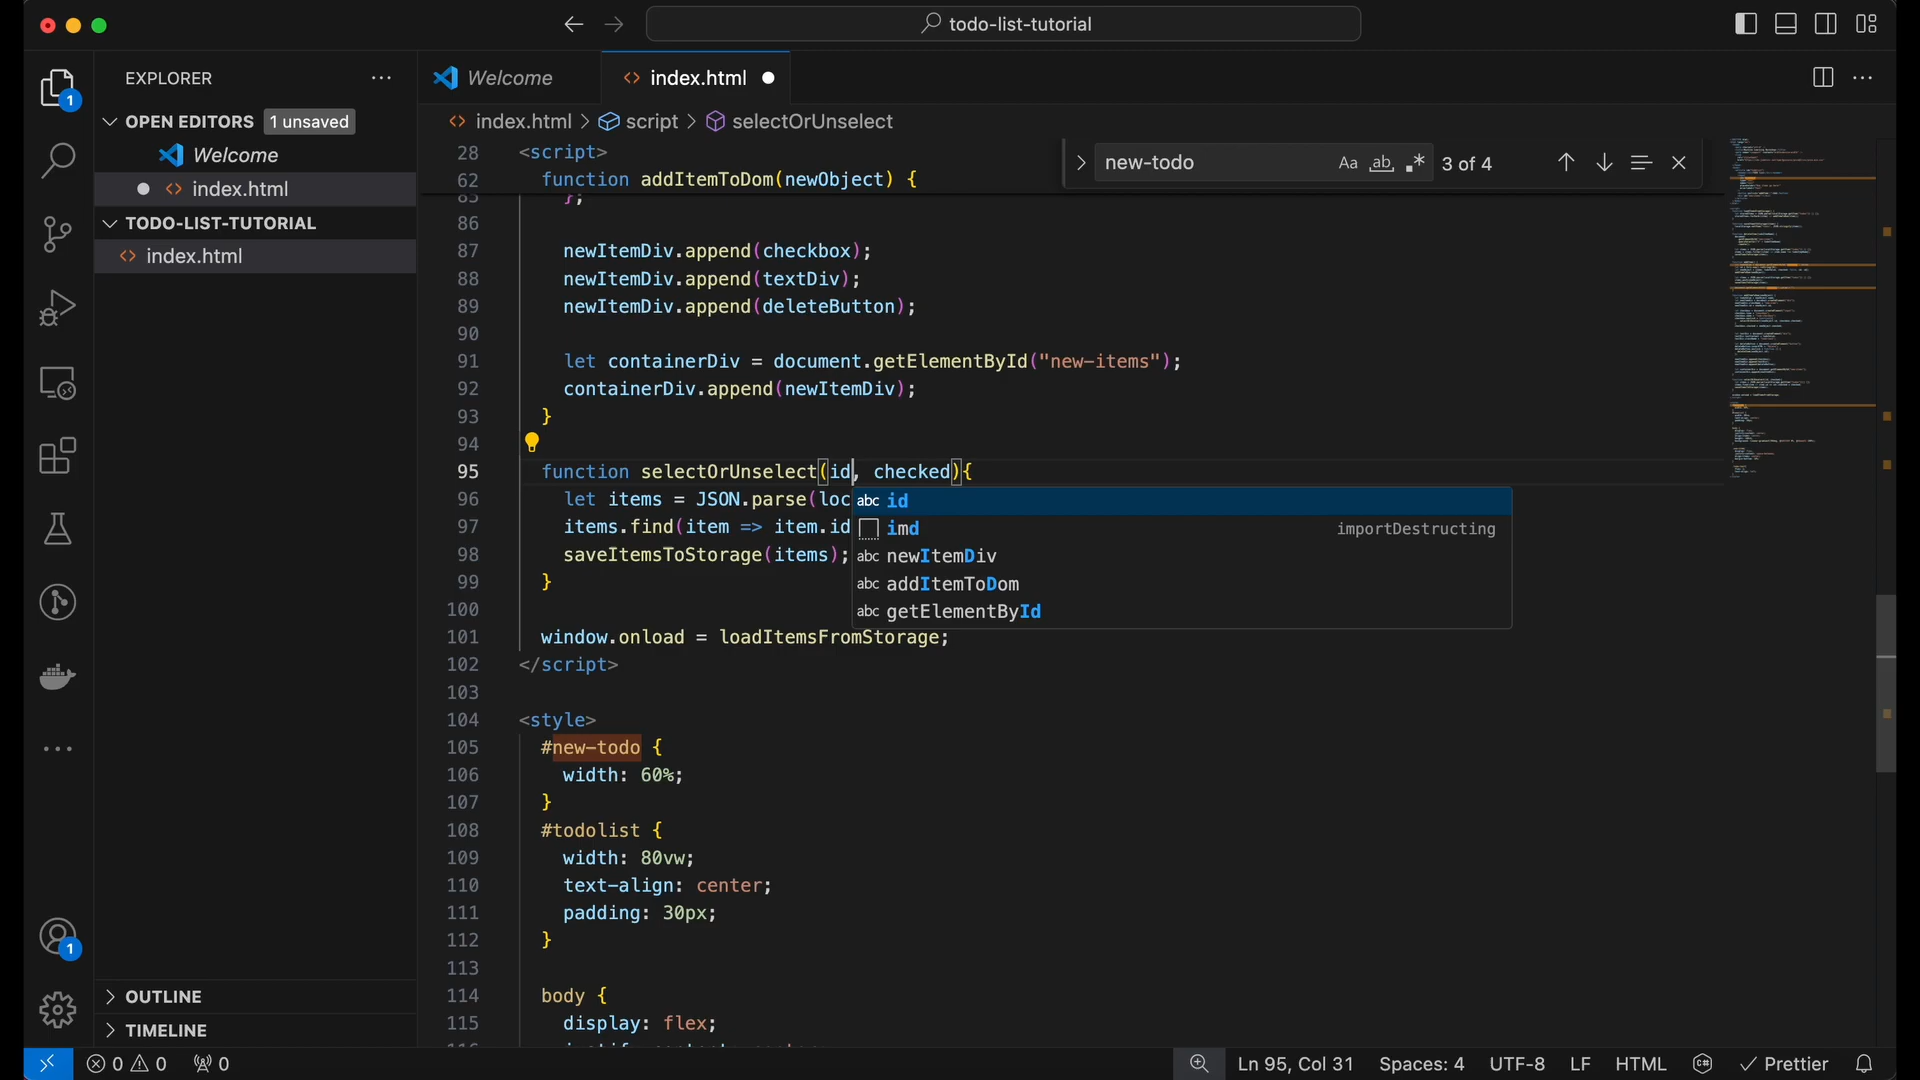 todo-list-tutorial
EXPLORER
Welcome
index.html
1
OPEN EDITORS
1 unsaved
index.html > script > selectOrUnselect
Welcome
index.html
TODO-LIST-TUTORIAL
index.html
new-todo
Aa
ab
3 of 4
28 <script>
62 function addItemToDom(newObject) {
85 };
86
87 newItemDiv.append(checkbox);
88 newItemDiv.append(textDiv);
89 newItemDiv.append(deleteButton);
90
91 let containerDiv = document.getElementById("new-items");
92 containerDiv.append(newItemDiv);
93 }
94
95 function selectOrUnselect(id, checked){
96 let items = JSON.parse(loc
97 items.find(item => item.id
98 saveItemsToStorage(items);
99 }
abc id
imd importDestructing
abc newItemDiv
abc addItemToDom
abc getElementById
100
101 window.onload = loadItemsFromStorage;
102 </script>
103
104 <style>
105 #new-todo {
106 width: 60%;
107 }
108 #todolist {
109 width: 80vw;
110 text-align: center;
111 padding: 30px;
112 }
113
114 body {
115 display: flex;
1
OUTLINE
TIMELINE
0 0 0
Ln 95, Col 31
Spaces: 4
UTF-8
LF
HTML
Prettier